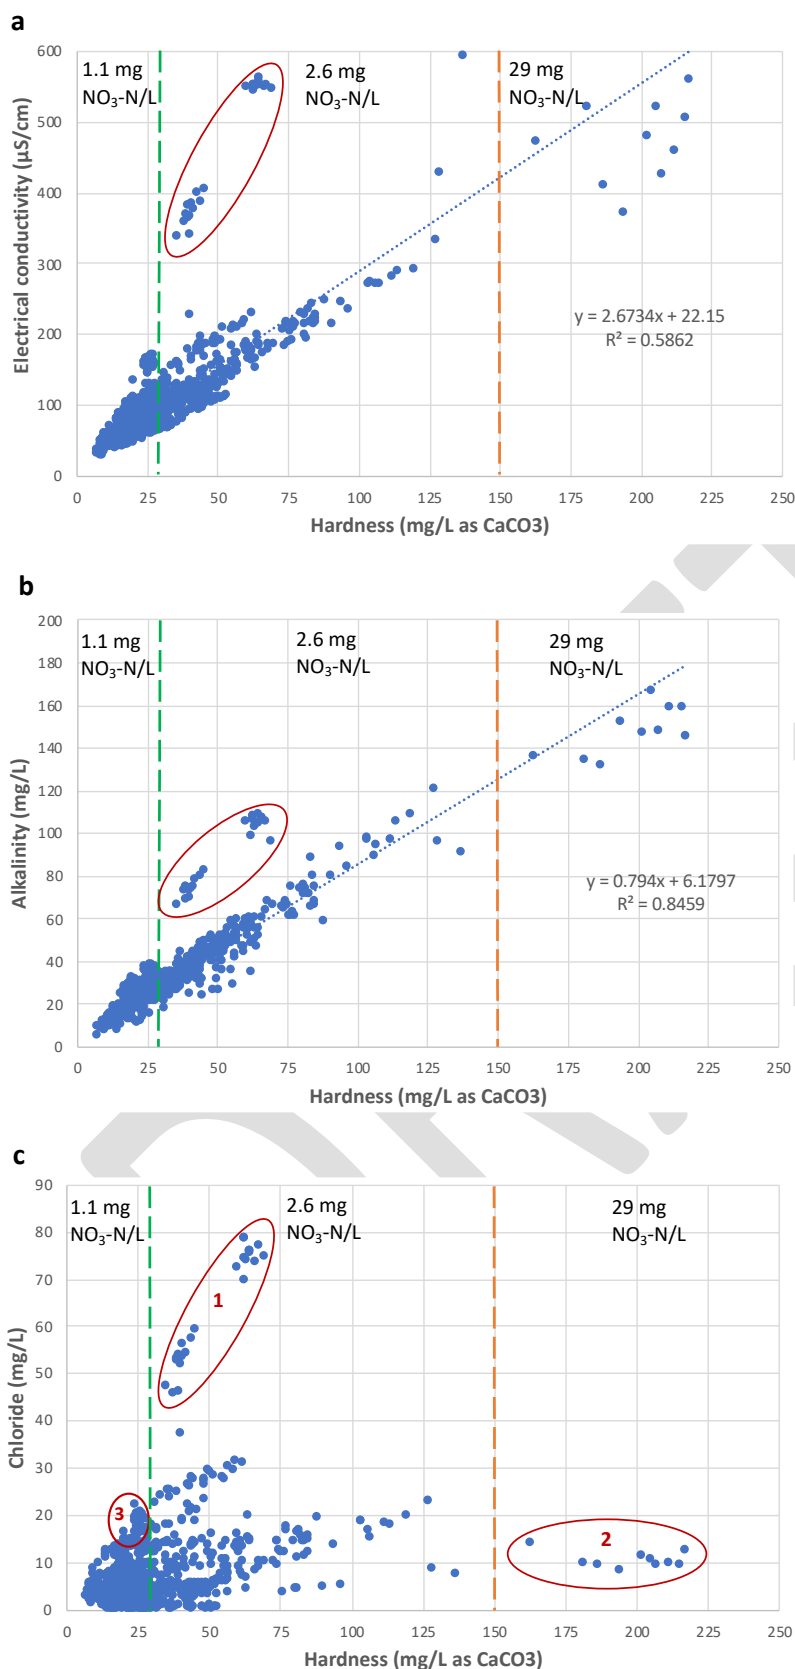 a
600
500
400
300
200
100
0
Electrical conductivity (µS/cm)
1.1 mg
NO₃-N/L
2.6 mg
NO₃-N/L
29 mg
NO₃-N/L
y = 2.6734x + 22.15
R² = 0.5862
0 25 50 75 100 125 150 175 200 225 250
Hardness (mg/L as CaCO3)
b
200
180
160
140
120
100
80
60
40
20
0
Alkalinity (mg/L)
1.1 mg
NO₃-N/L
2.6 mg
NO₃-N/L
29 mg
NO₃-N/L
y = 0.794x + 6.1797
R² = 0.8459
0 25 50 75 100 125 150 175 200 225 250
Hardness (mg/L as CaCO3)
c
90
80
70
60
50
40
30
20
10
0
Chloride (mg/L)
1.1 mg
NO₃-N/L
2.6 mg
NO₃-N/L
29 mg
NO₃-N/L
1
3
2
0 25 50 75 100 125 150 175 200 225 250
Hardness (mg/L as CaCO3)